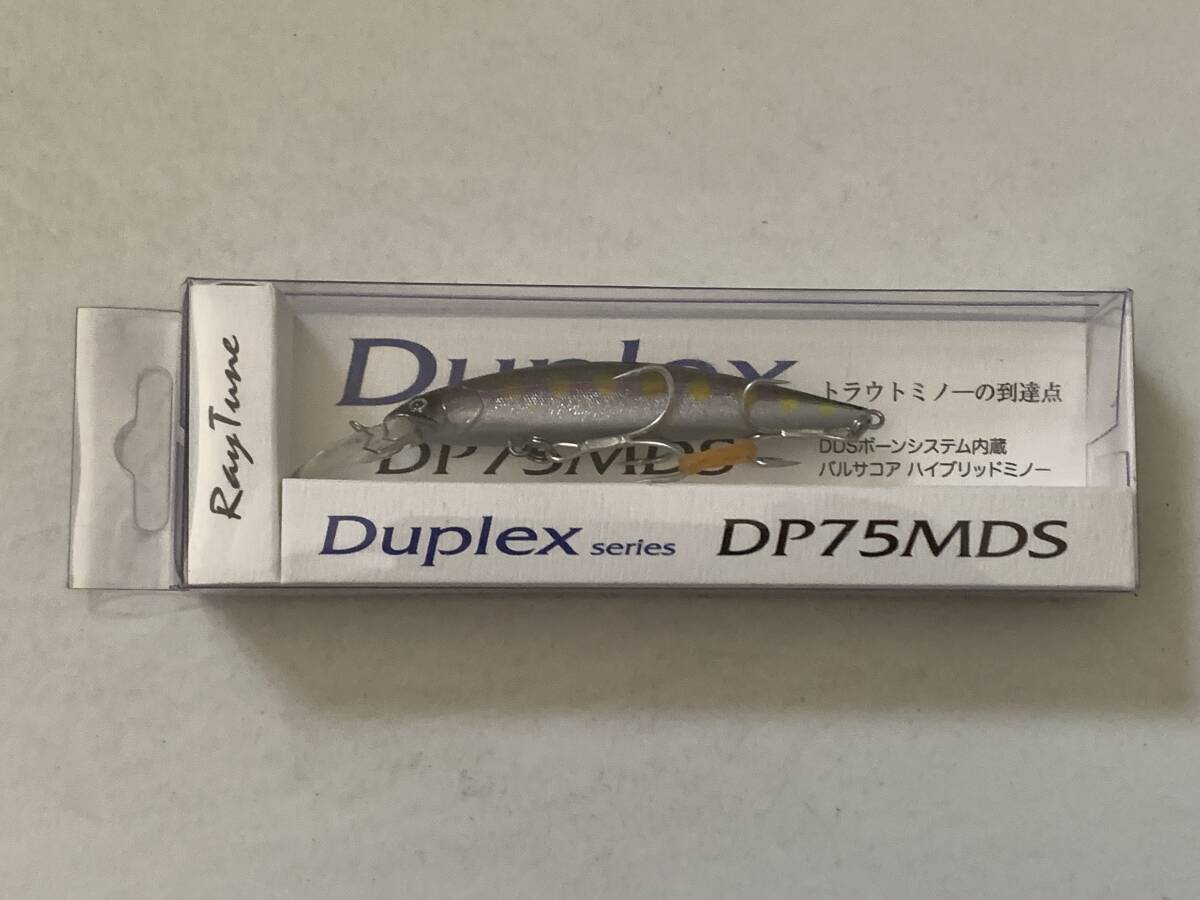 RayTune
Duplex
トラウトミノーの到達点
DP75MDS
DDSボーンシステム内蔵
バルサコア ハイブリッドミノー
Duplex series DP75MDS